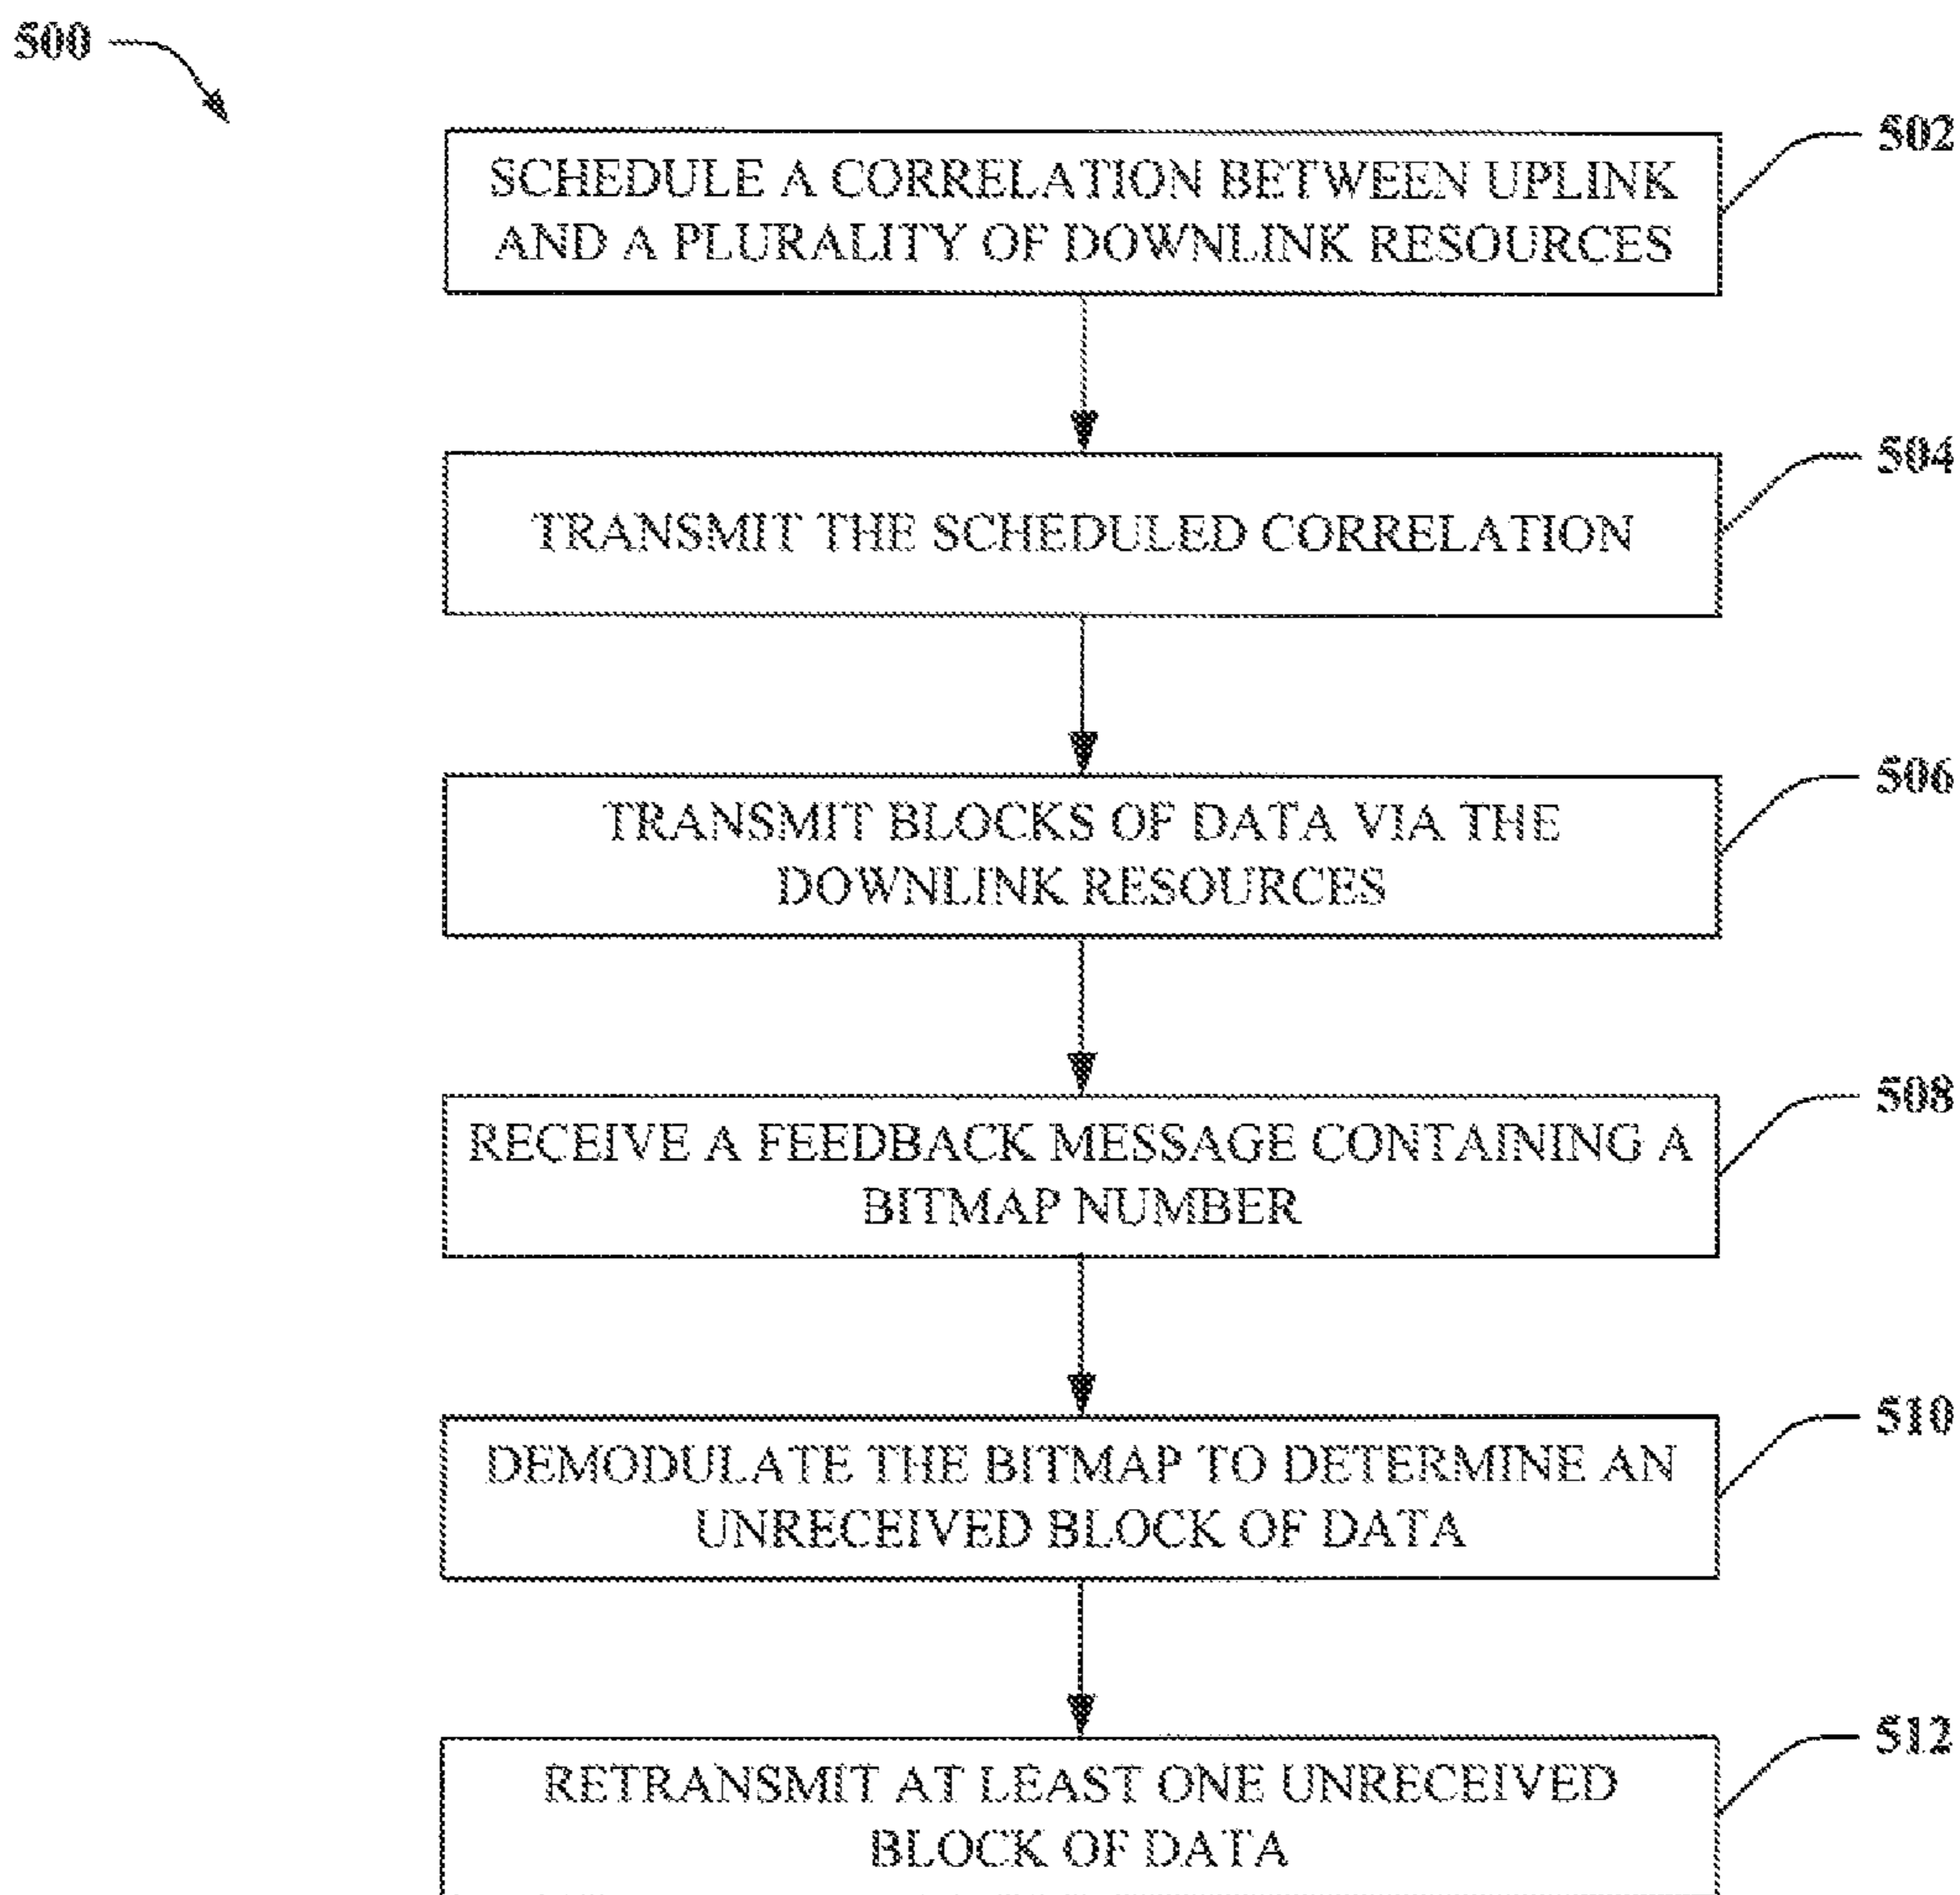 500
502
SCHEDULE A CORRELATION BETWEEN UPLINK
AND A PLURALITY OF DOWNLINK RESOURCES
504
TRANSMIT THE SCHEDULED CORRELATION
506
TRANSMIT BLOCKS OF DATA VIA THE
DOWNLINK RESOURCES
508
RECEIVE A FEEDBACK MESSAGE CONTAINING A
BITMAP NUMBER
510
DEMODULATE THE BITMAP TO DETERMINE AN
UNRECEIVED BLOCK OF DATA
512
RETRANSMIT AT LEAST ONE UNRECEIVED
BLOCK OF DATA